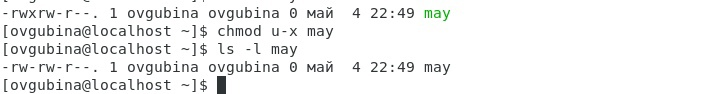 -rwxrw-r--. 1 ovgubina ovgubina 0 май  4 22:49 may
[ovgubina@localhost ~]$ chmod u-x may
[ovgubina@localhost ~]$ ls -l may
-rw-rw-r--. 1 ovgubina ovgubina 0 май  4 22:49 may
[ovgubina@localhost ~]$